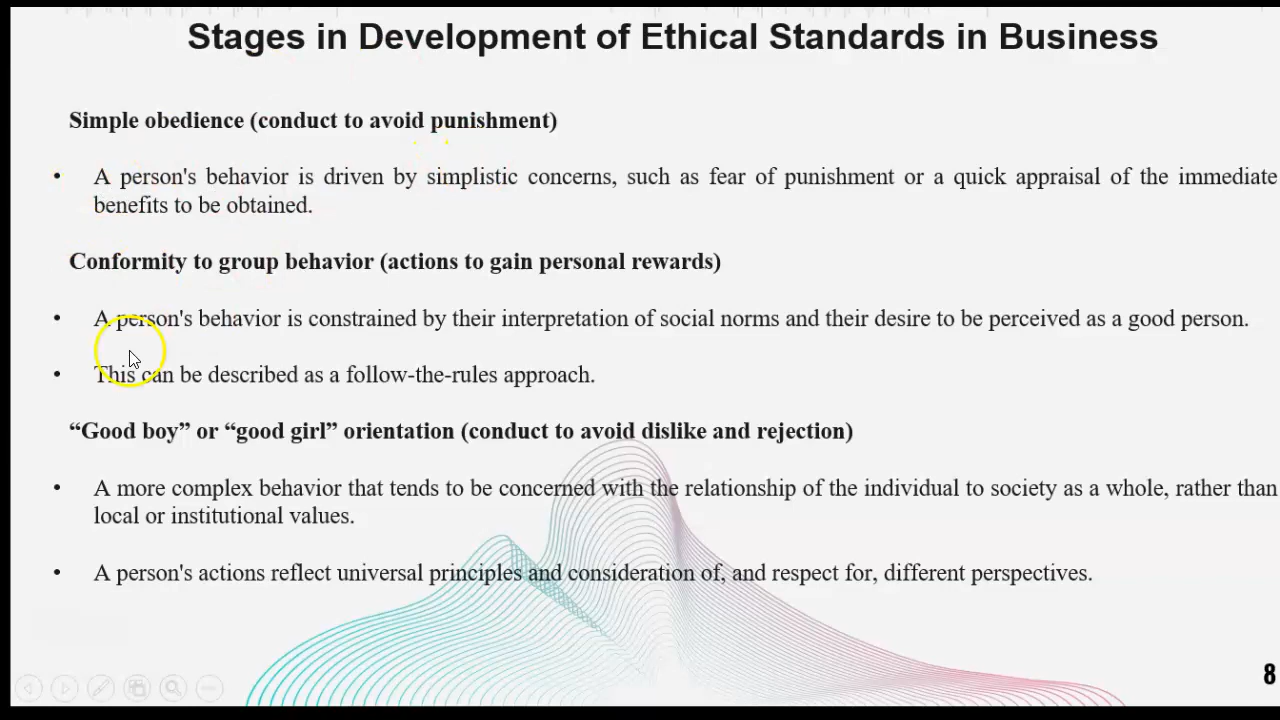 Stages in Development of Ethical Standards in Business
Simple obedience (conduct to avoid punishment)
• A person's behavior is driven by simplistic concerns, such as fear of punishment or a quick appraisal of the immediate
benefits to be obtained.
Conformity to group behavior (actions to gain personal rewards)
• A person's behavior is constrained by their interpretation of social norms and their desire to be perceived as a good person.
• This can be described as a follow-the-rules approach.
“Good boy” or “good girl” orientation (conduct to avoid dislike and rejection)
• A more complex behavior that tends to be concerned with the relationship of the individual to society as a whole, rather than
local or institutional values.
• A person's actions reflect universal principles and consideration of, and respect for, different perspectives.
8